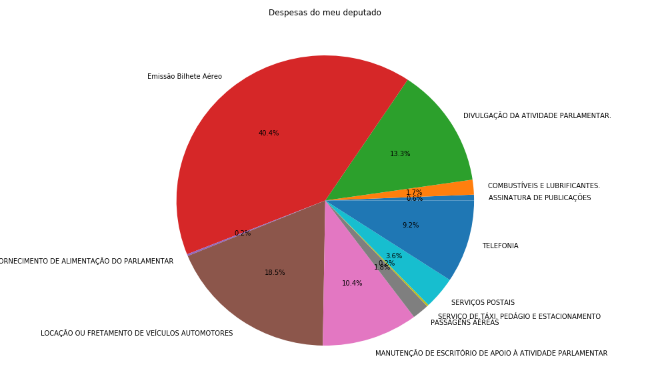 Despesas do meu deputado
Emissão Bilhete Aéreo
DIVULGAÇÃO DA ATIVIDADE PARLAMENTAR.
40.4%
13.3%
COMBUSTÍVEIS E LUBRIFICANTES.
1.7%
ASSINATURA DE PUBLICAÇÕES
0.6%
9.2%
0.2%
TELEFONIA
ORNECIMENTO DE ALIMENTAÇÃO DO PARLAMENTAR
3.6%
0.2%
1.8%
18.5%
10.4%
SERVIÇOS POSTAIS
SERVIÇO DE TÁXI, PEDÁGIO E ESTACIONAMENTO
PASSAGENS AÉREAS
LOCAÇÃO OU FRETAMENTO DE VEÍCULOS AUTOMOTORES
MANUTENÇÃO DE ESCRITÓRIO DE APOIO À ATIVIDADE PARLAMENTAR